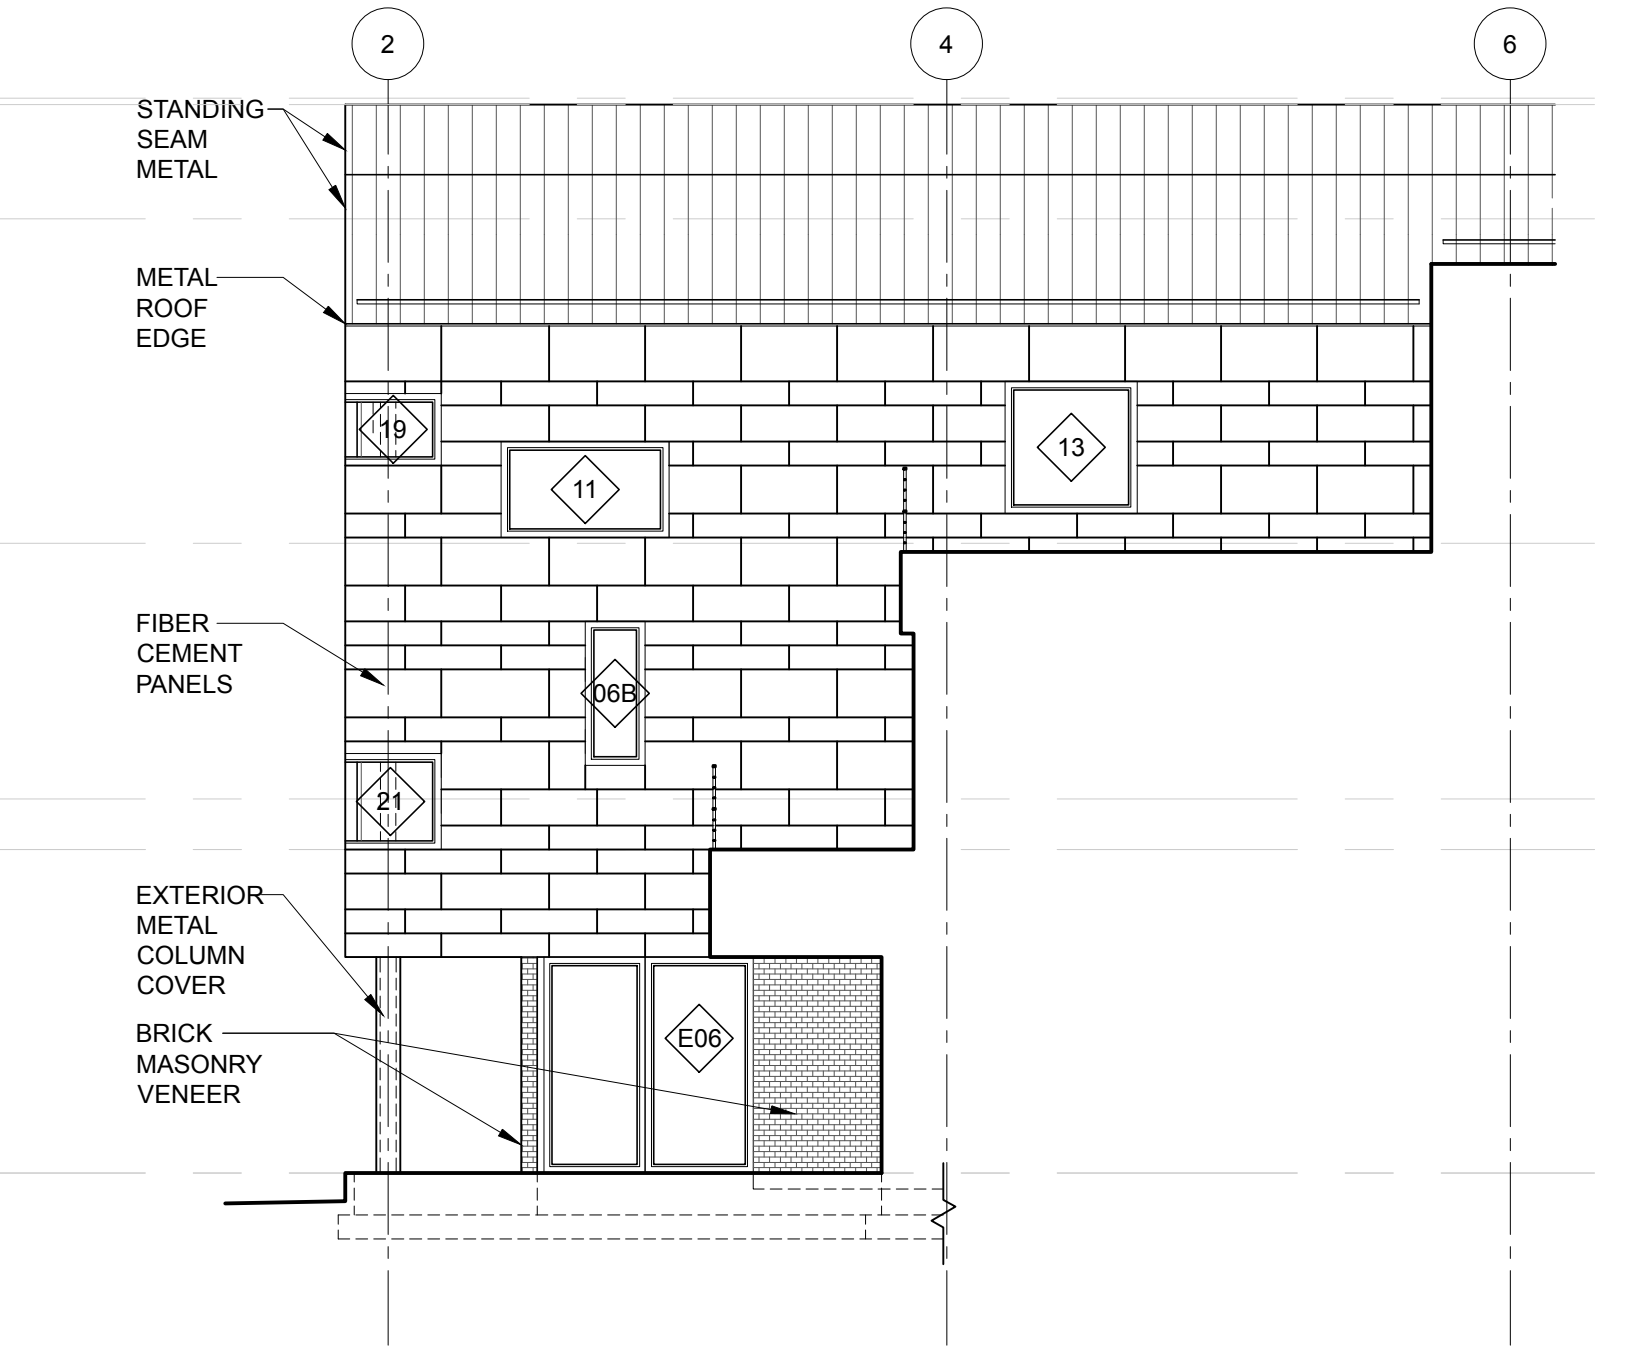 2
4
6
STANDING
SEAM
METAL
METAL
ROOF
EDGE
19
11
13
FIBER
CEMENT
PANELS
06B
21
EXTERIOR
METAL
COLUMN
COVER
BRICK
MASONRY
VENEER
E06